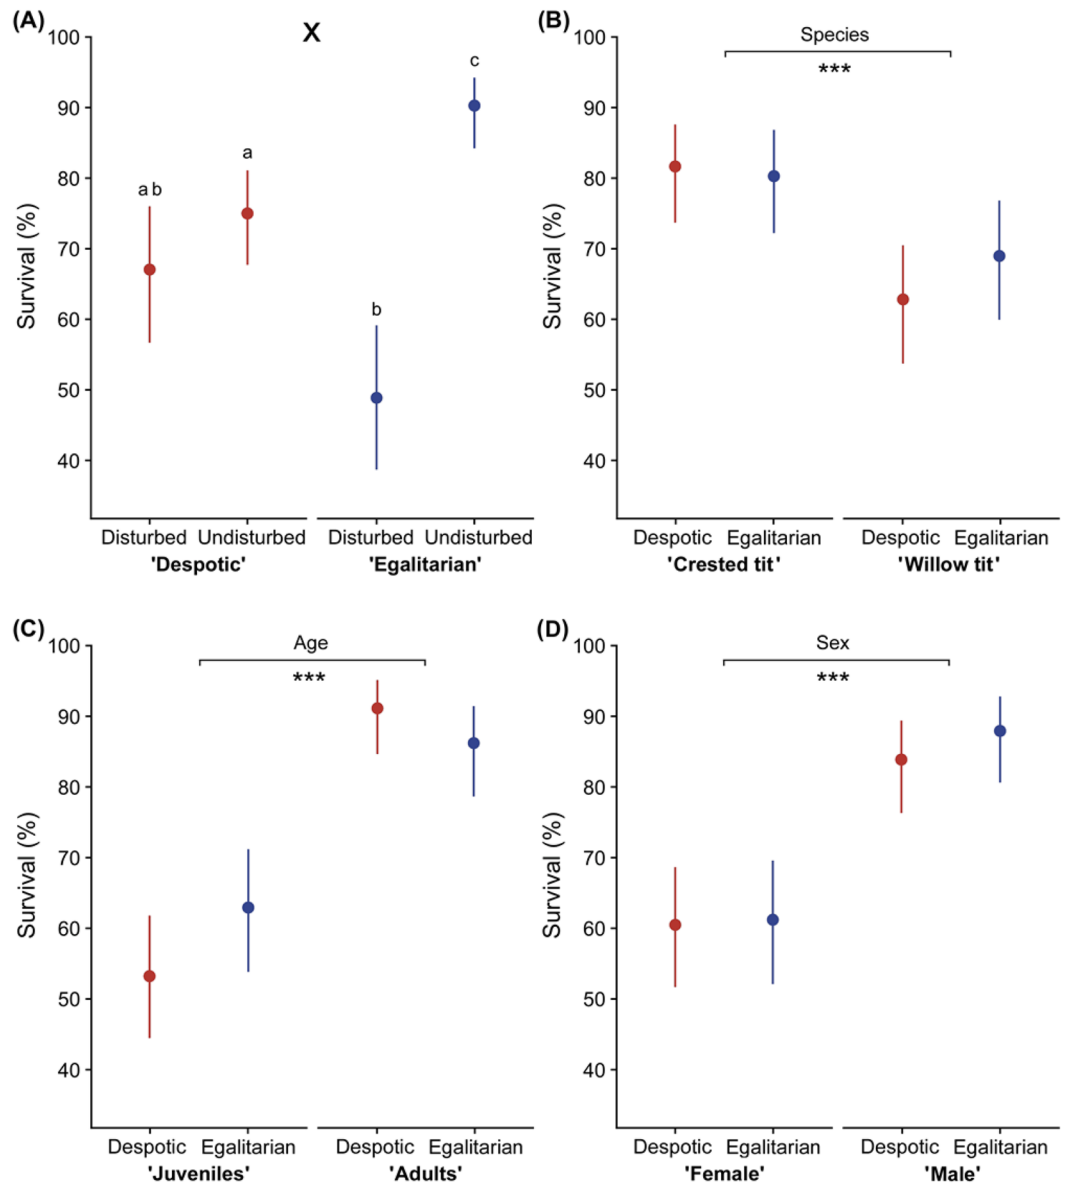 (A)
X
100
90
80
70
60
50
40
Survival (%)
a b
a
b
c
Disturbed Undisturbed Disturbed Undisturbed
'Despotic' 'Egalitarian'
(B)
Species
***
100
90
80
70
60
50
40
Survival (%)
Despotic Egalitarian Despotic Egalitarian
'Crested tit' 'Willow tit'
(C)
Age
***
100
90
80
70
60
50
40
Survival (%)
Despotic Egalitarian Despotic Egalitarian
'Juveniles' 'Adults'
(D)
Sex
***
100
90
80
70
60
50
40
Survival (%)
Despotic Egalitarian Despotic Egalitarian
'Female' 'Male'